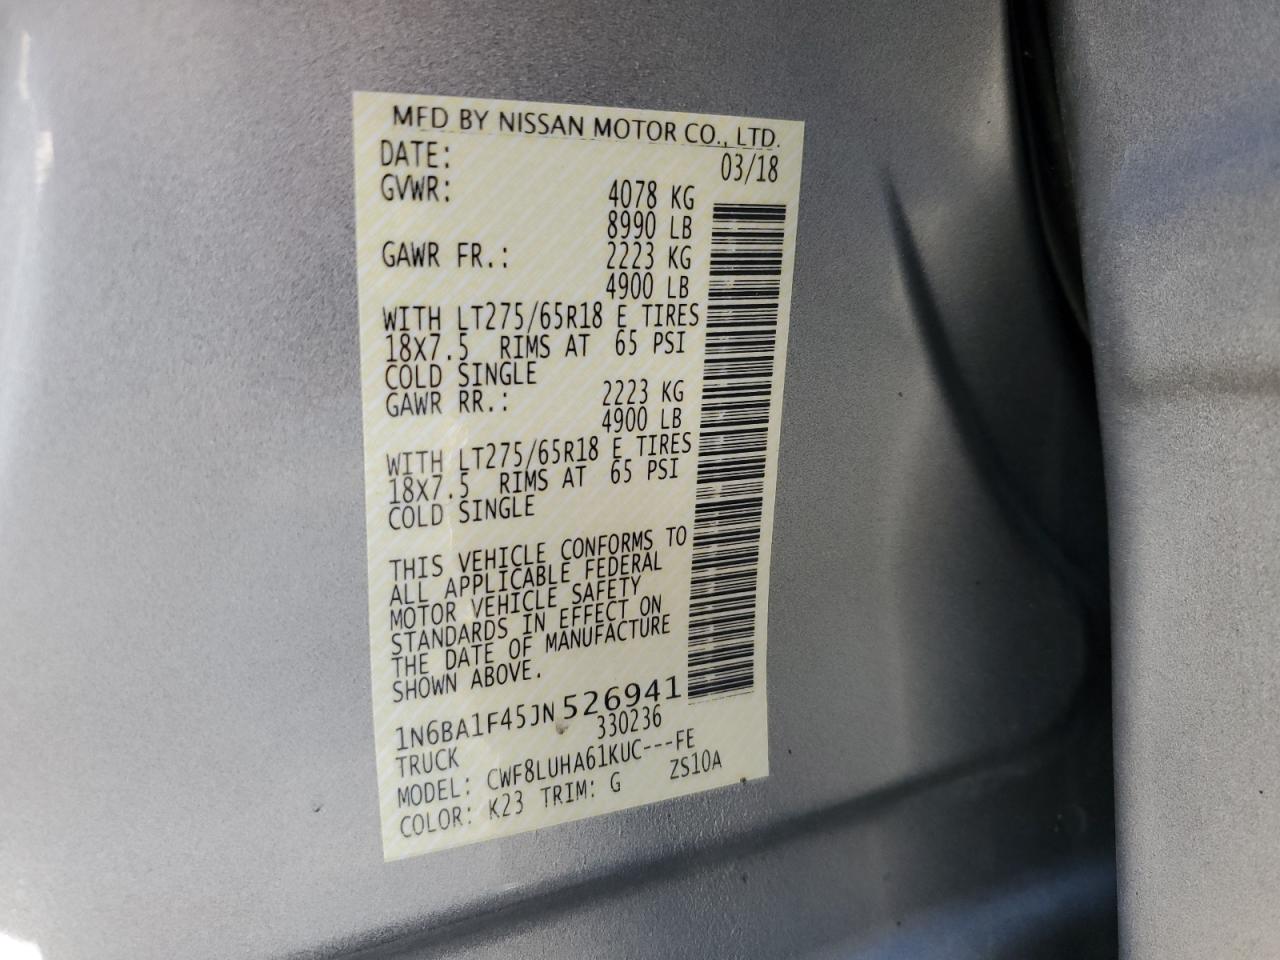 MFD BY NISSAN MOTOR CO., LTD.
DATE: 03/18
GVWR: 4078 KG
8990 LB
GAWR FR.: 2223 KG
4900 LB
WITH LT275/65R18 E TIRES
18X7.5 RIMS AT 65 PSI
COLD SINGLE
GAWR RR.: 2223 KG
4900 LB
WITH LT275/65R18 E TIRES
18X7.5 RIMS AT 65 PSI
COLD SINGLE
THIS VEHICLE CONFORMS TO
ALL APPLICABLE FEDERAL
MOTOR VEHICLE SAFETY
STANDARDS IN EFFECT ON
THE DATE OF MANUFACTURE
SHOWN ABOVE.
1N6BA1F45JN526941
TRUCK 330236
MODEL: CWF8LUHA61KUC---FE
COLOR: K23 TRIM: G ZS10A